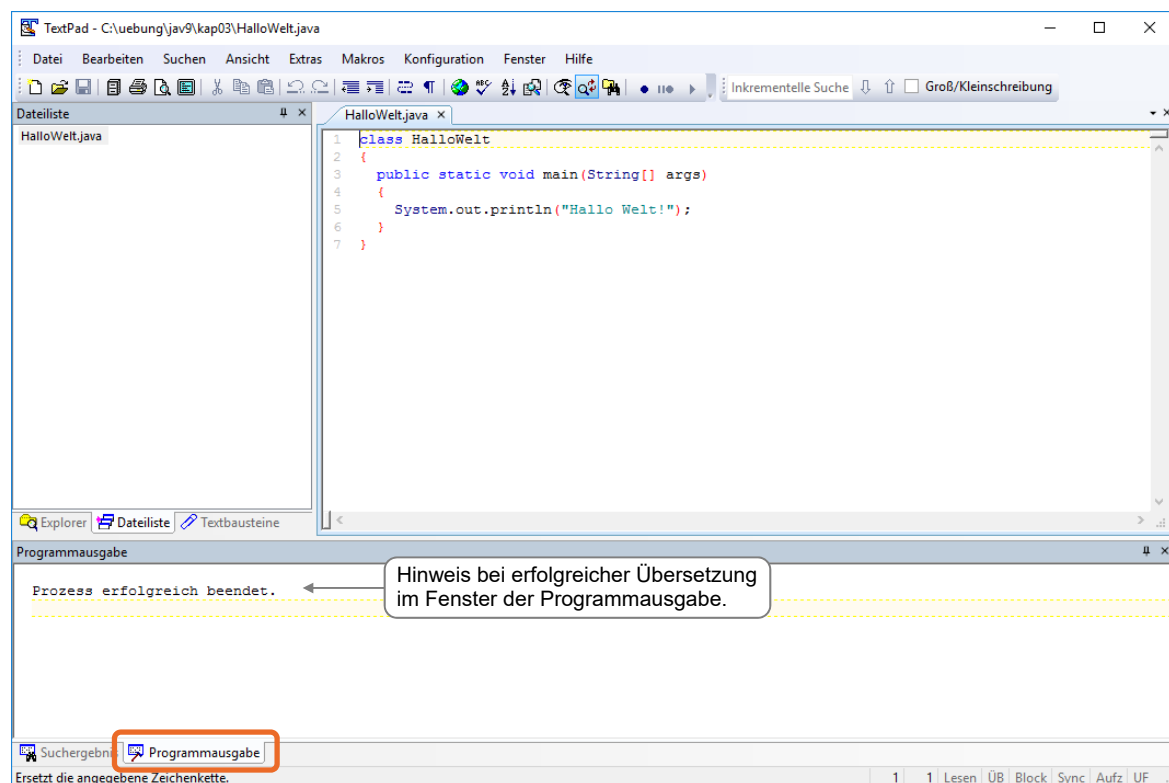 TextPad - C:\uebung\jav9\kap03\HalloWelt.java
Datei Bearbeiten Suchen Ansicht Extras Makros Konfiguration Fenster Hilfe
Inkrementelle Suche Groß/Kleinschreibung
Dateiliste
HalloWelt.java
HalloWelt.java
1 class HalloWelt
2 {
3 public static void main(String[] args)
4 {
5 System.out.println("Hallo Welt!");
6 }
7 }
Explorer Dateiliste Textbausteine
Programmausgabe
Hinweis bei erfolgreicher Übersetzung
im Fenster der Programmausgabe.
Prozess erfolgreich beendet.
Suchergebnis Programmausgabe
Ersetzt die angegebene Zeichenkette. 1 1 Lesen ÜB Block Sync Aufz UF